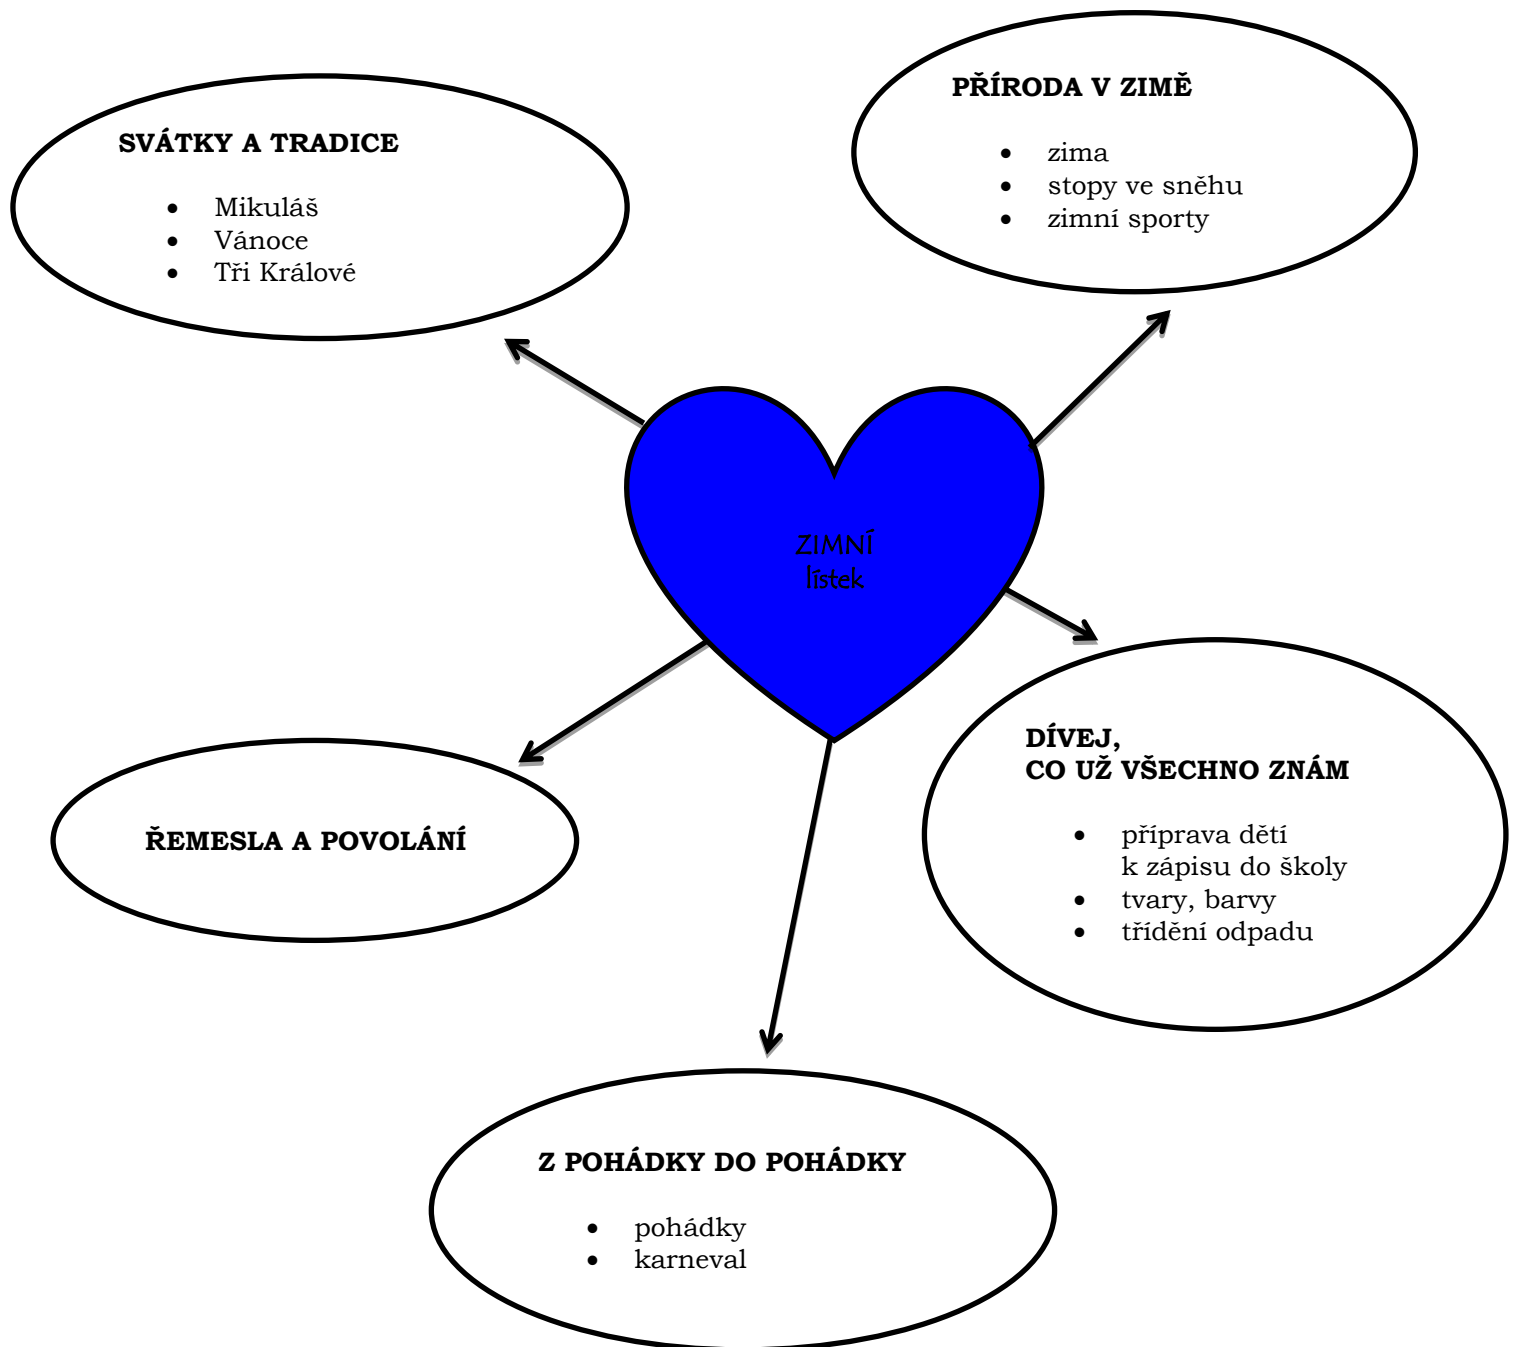 SVÁTKY A TRADICE
• Mikuláš
• Vánoce
• Tři Králové
PŘÍRODA V ZIMĚ
• zima
• stopy ve sněhu
• zimní sporty
ZIMNÍ
lístek
ŘEMESLA A POVOLÁNÍ
DÍVEJ,
CO UŽ VŠECHNO ZNÁM
• příprava dětí
k zápisu do školy
• tvary, barvy
• třídění odpadu
Z POHÁDKY DO POHÁDKY
• pohádky
• karneval